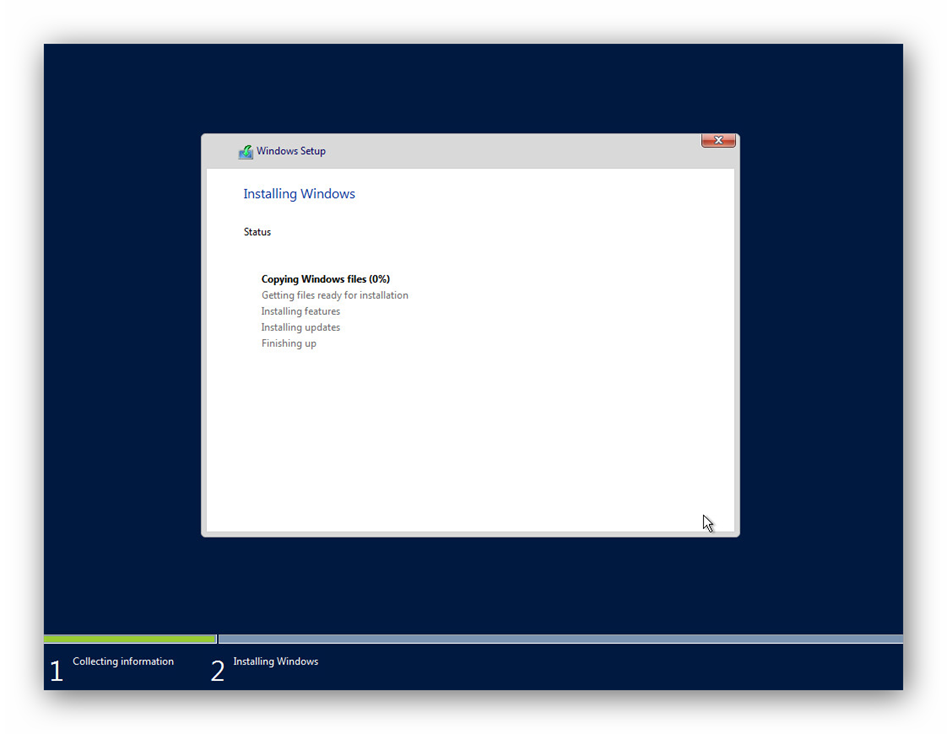 Windows Setup
Installing Windows
Status
Copying Windows files (0%)
Getting files ready for installation
Installing features
Installing updates
Finishing up
1 Collecting information 2 Installing Windows